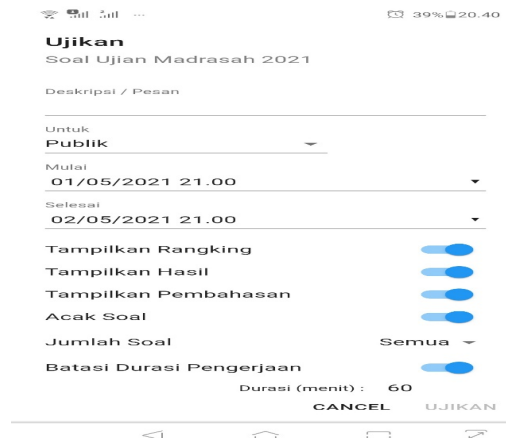 39% 20.40
Ujikan
Soal Ujian Madrasah 2021
Deskripsi / Pesan
Untuk
Publik
Mulai
01/05/2021 21.00
Selesai
02/05/2021 21.00
Tampilkan Rangking
Tampilkan Hasil
Tampilkan Pembahasan
Acak Soal
Jumlah Soal Semua
Batasi Durasi Pengerjaan
Durasi (menit) : 60
CANCEL UJIKAN